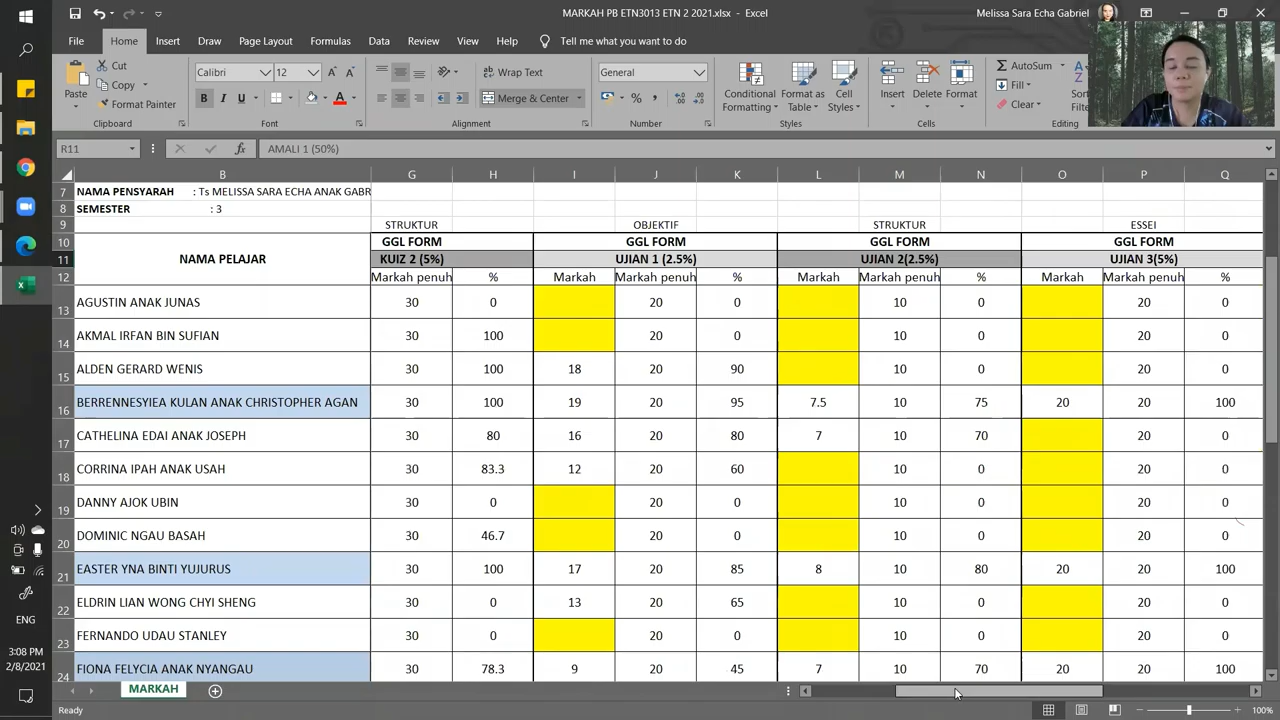 MARKAH PB ETN3013 ETN 2 2021.xlsx - Excel
Melissa Sara Echa Gabriel
File Home Insert Draw Page Layout Formulas Data Review View Help Tell me what you want to do
Paste
Cut
Copy
Format Painter
Calibri 12
B I U
Wrap Text
Merge & Center
General
Conditional Formatting
Format as Table
Cell Styles
Insert Delete Format
AutoSum
Fill
Clear
Sort
Filt
Clipboard Font Alignment Number Styles Cells Editing
R11 fx AMALI 1 (50%)
B G H I J K L M N O P Q
7 NAMA PENSYARAH : Ts MELISSA SARA ECHA ANAK GABR
8 SEMESTER : 3
9 STRUKTUR OBJEKTIF STRUKTUR ESSEI
10 GGL FORM GGL FORM GGL FORM GGL FORM
11 NAMA PELAJAR KUIZ 2 (5%) UJIAN 1 (2.5%) UJIAN 2(2.5%) UJIAN 3(5%)
12 Markah penuh % Markah Markah penuh % Markah Markah penuh % Markah Markah penuh %
13 AGUSTIN ANAK JUNAS 30 0 20 0 10 0 20 0
14 AKMAL IRFAN BIN SUFIAN 30 100 20 0 10 0 20 0
15 ALDEN GERARD WENIS 30 100 18 20 90 10 0 20 0
16 BERRENNESYIEA KULAN ANAK CHRISTOPHER AGAN 30 100 19 20 95 7.5 10 75 20 20 100
17 CATHELINA EDAI ANAK JOSEPH 30 80 16 20 80 7 10 70 20 0
18 CORRINA IPAH ANAK USAH 30 83.3 12 20 60 10 0 20 0
19 DANNY AJOK UBIN 30 0 20 0 10 0 20 0
20 DOMINIC NGAU BASAH 30 46.7 20 0 10 0 20 0
21 EASTER YNA BINTI YUJURUS 30 100 17 20 85 8 10 80 20 20 100
22 ELDRIN LIAN WONG CHYI SHENG 30 0 13 20 65 10 0 20 0
23 FERNANDO UDAU STANLEY 30 0 20 0 10 0 20 0
24 FIONA FELYCIA ANAK NYANGAU 30 78.3 9 20 45 7 10 70 20 20 100
MARKAH
Ready
100%
ENG
3:08 PM
2/8/2021